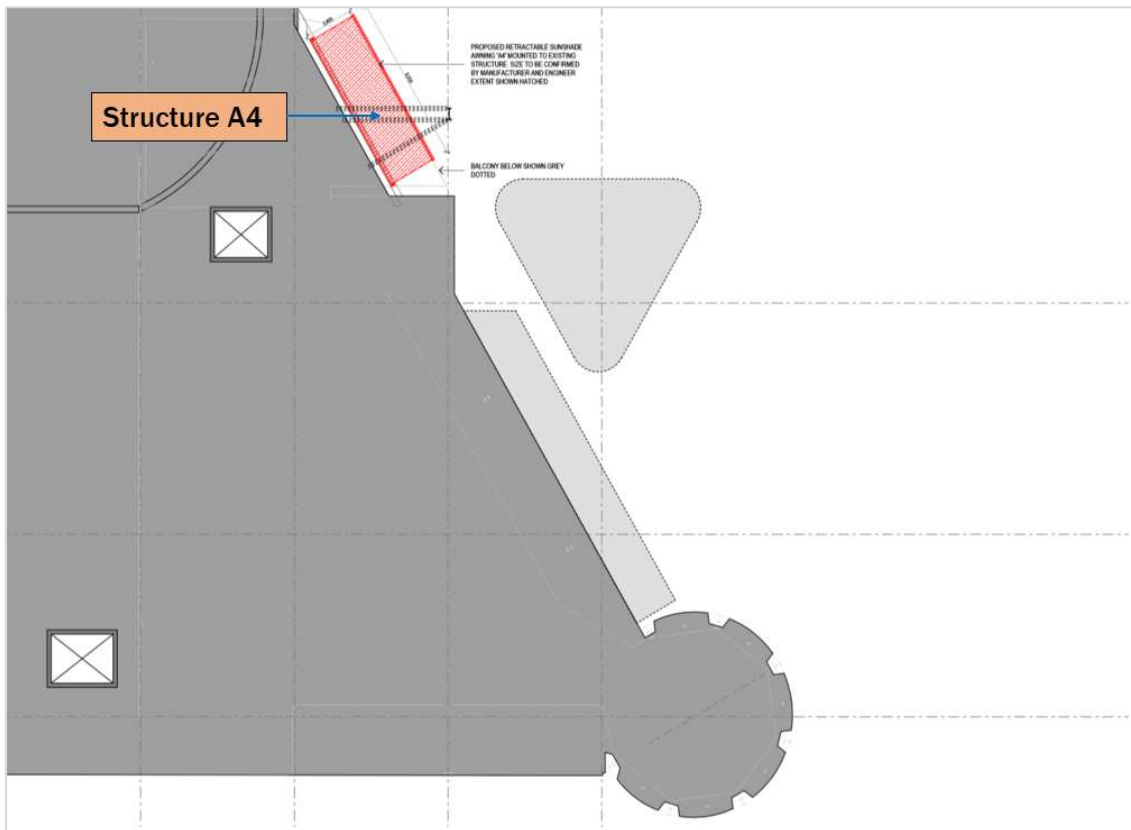 PROPOSED RETRACTABLE SUNSHADE
AWNING 'A4' MOUNTED TO EXISTING
STRUCTURE. SIZE TO BE CONFIRMED
BY MANUFACTURER AND ENGINEER
EXTENT SHOWN HATCHED
Structure A4
BALCONY BELOW SHOWN GREY
DOTTED